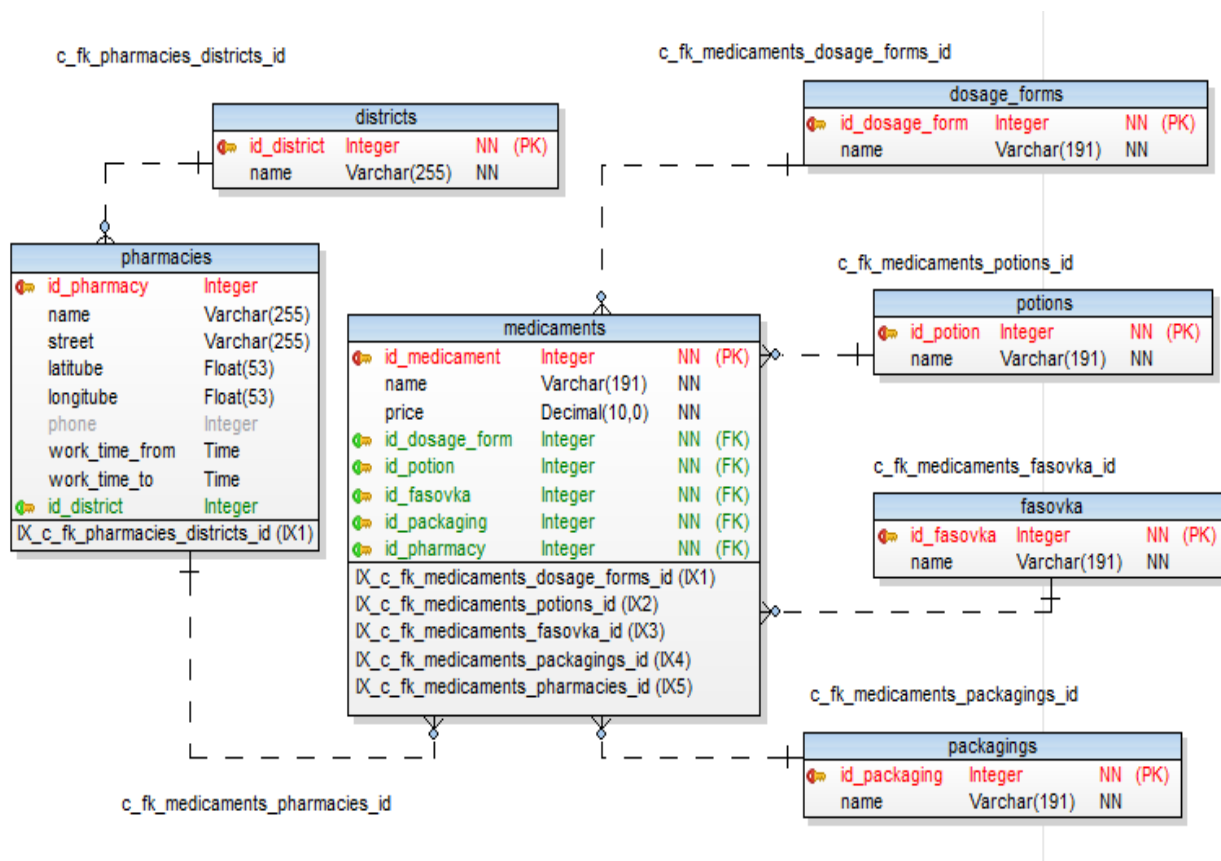 c_fk_pharmacies_districts_id
c_fk_medicaments_dosage_forms_id
districts
id_district Integer NN (PK)
name Varchar(255) NN
dosage_forms
id_dosage_form Integer NN (PK)
name Varchar(191) NN
pharmacies
id_pharmacy Integer
name Varchar(255)
street Varchar(255)
latitube Float(53)
longitube Float(53)
phone Integer
work_time_from Time
work_time_to Time
id_district Integer
IX_c_fk_pharmacies_districts_id (IX1)
c_fk_medicaments_potions_id
potions
id_potion Integer NN (PK)
name Varchar(191) NN
medicaments
id_medicament Integer NN (PK)
name Varchar(191) NN
price Decimal(10,0) NN
id_dosage_form Integer NN (FK)
id_potion Integer NN (FK)
id_fasovka Integer NN (FK)
id_packaging Integer NN (FK)
id_pharmacy Integer NN (FK)
IX_c_fk_medicaments_dosage_forms_id (IX1)
IX_c_fk_medicaments_potions_id (IX2)
IX_c_fk_medicaments_fasovka_id (IX3)
IX_c_fk_medicaments_packagings_id (IX4)
IX_c_fk_medicaments_pharmacies_id (IX5)
c_fk_medicaments_fasovka_id
fasovka
id_fasovka Integer NN (PK)
name Varchar(191) NN
c_fk_medicaments_packagings_id
packagings
id_packaging Integer NN (PK)
name Varchar(191) NN
c_fk_medicaments_pharmacies_id